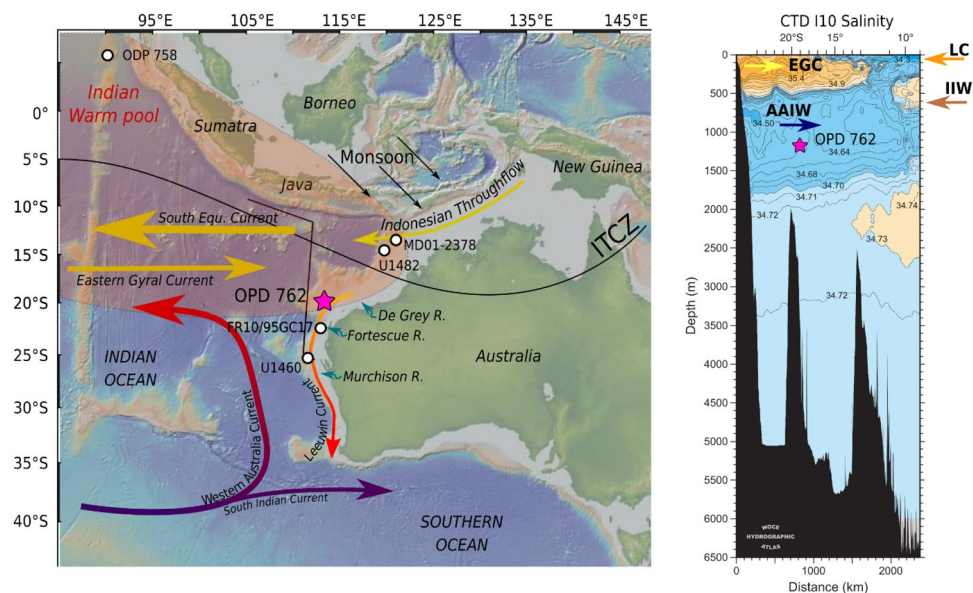 95°E 105°E 115°E 125°E 135°E 145°E
ODP 758
Indian
Warm pool
0°
5°S
10°S
15°S
20°S
25°S
30°S
35°S
40°S
Borneo
Sumatra
Monsoon
New Guinea
Java
Indonesian Throughflow
South Equ. Current
MD01-2378
U1482
ITCZ
Eastern Gyral Current
OPD 762
De Grey R.
FR10/95GC17
Fortescue R.
U1460
Murchison R.
Australia
INDIAN
OCEAN
Leeuwin Current
Western Australia Current
South Indian Current
SOUTHERN
OCEAN
CTD I10 Salinity
20°S 15° 10°
LC
IIW
EGC
AAIW
OPD 762
34.3
35.4
34.9
34.50
34.64
34.68
34.70
34.71
34.72
34.74
34.73
34.72
Depth (m)
0
500
1000
1500
2000
2500
3000
3500
4000
4500
5000
5500
6000
6500
WOCE
HYDROGRAPHIC
ATLAS
0 1000 2000
Distance (km)